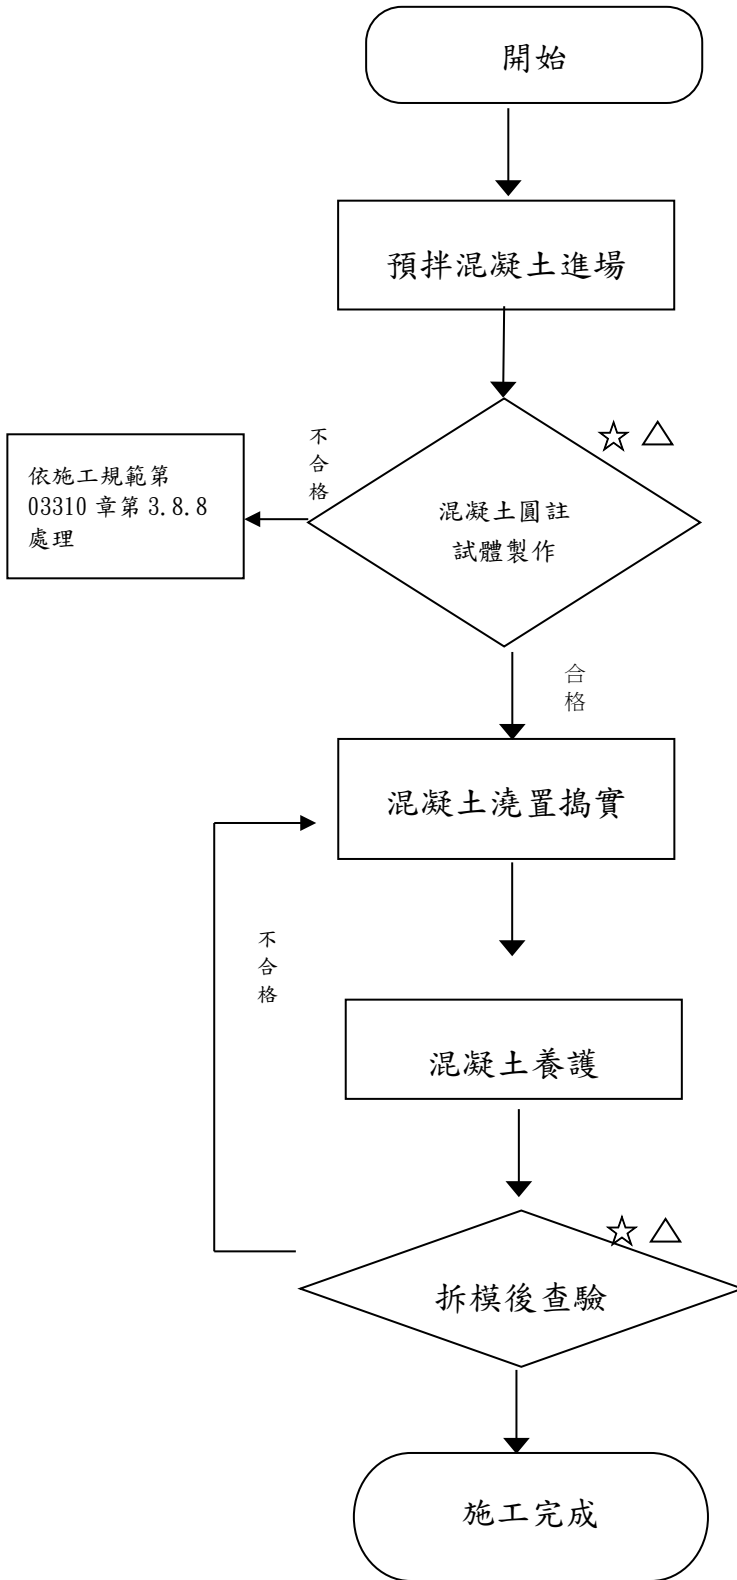 開始
預拌混凝土進場
不
合
格
☆ △
依施工規範第
03310 章第 3.8.8
處理
混凝土圓註
試體製作
合
格
混凝土澆置搗實
不
合
格
混凝土養護
☆ △
拆模後查驗
施工完成